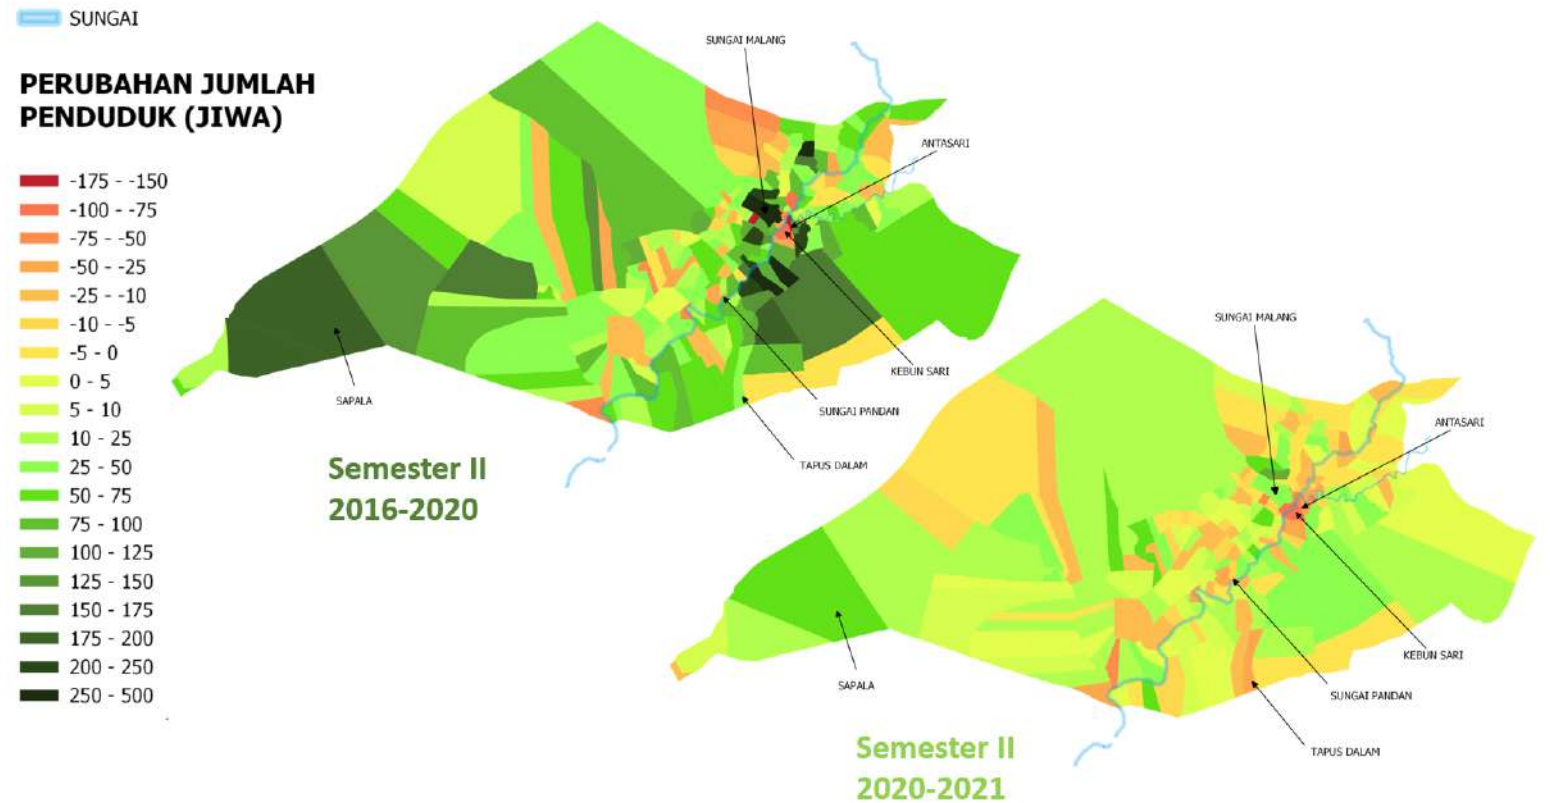 SUNGAI
PERUBAHAN JUMLAH
PENDUDUK (JIWA)
-175 - -150
-100 - -75
-75 - -50
-50 - -25
-25 - -10
-10 - -5
-5 - 0
0 - 5
5 - 10
10 - 25
25 - 50
50 - 75
75 - 100
100 - 125
125 - 150
150 - 175
175 - 200
200 - 250
250 - 500
SUNGAI MALANG
ANTASARI
KEBUN SARI
SUNGAI PANDAN
TAPUS DALAM
SAPALA
Semester II
2016-2020
SUNGAI MALANG
ANTASARI
KEBUN SARI
SUNGAI PANDAN
TAPUS DALAM
SAPALA
Semester II
2020-2021